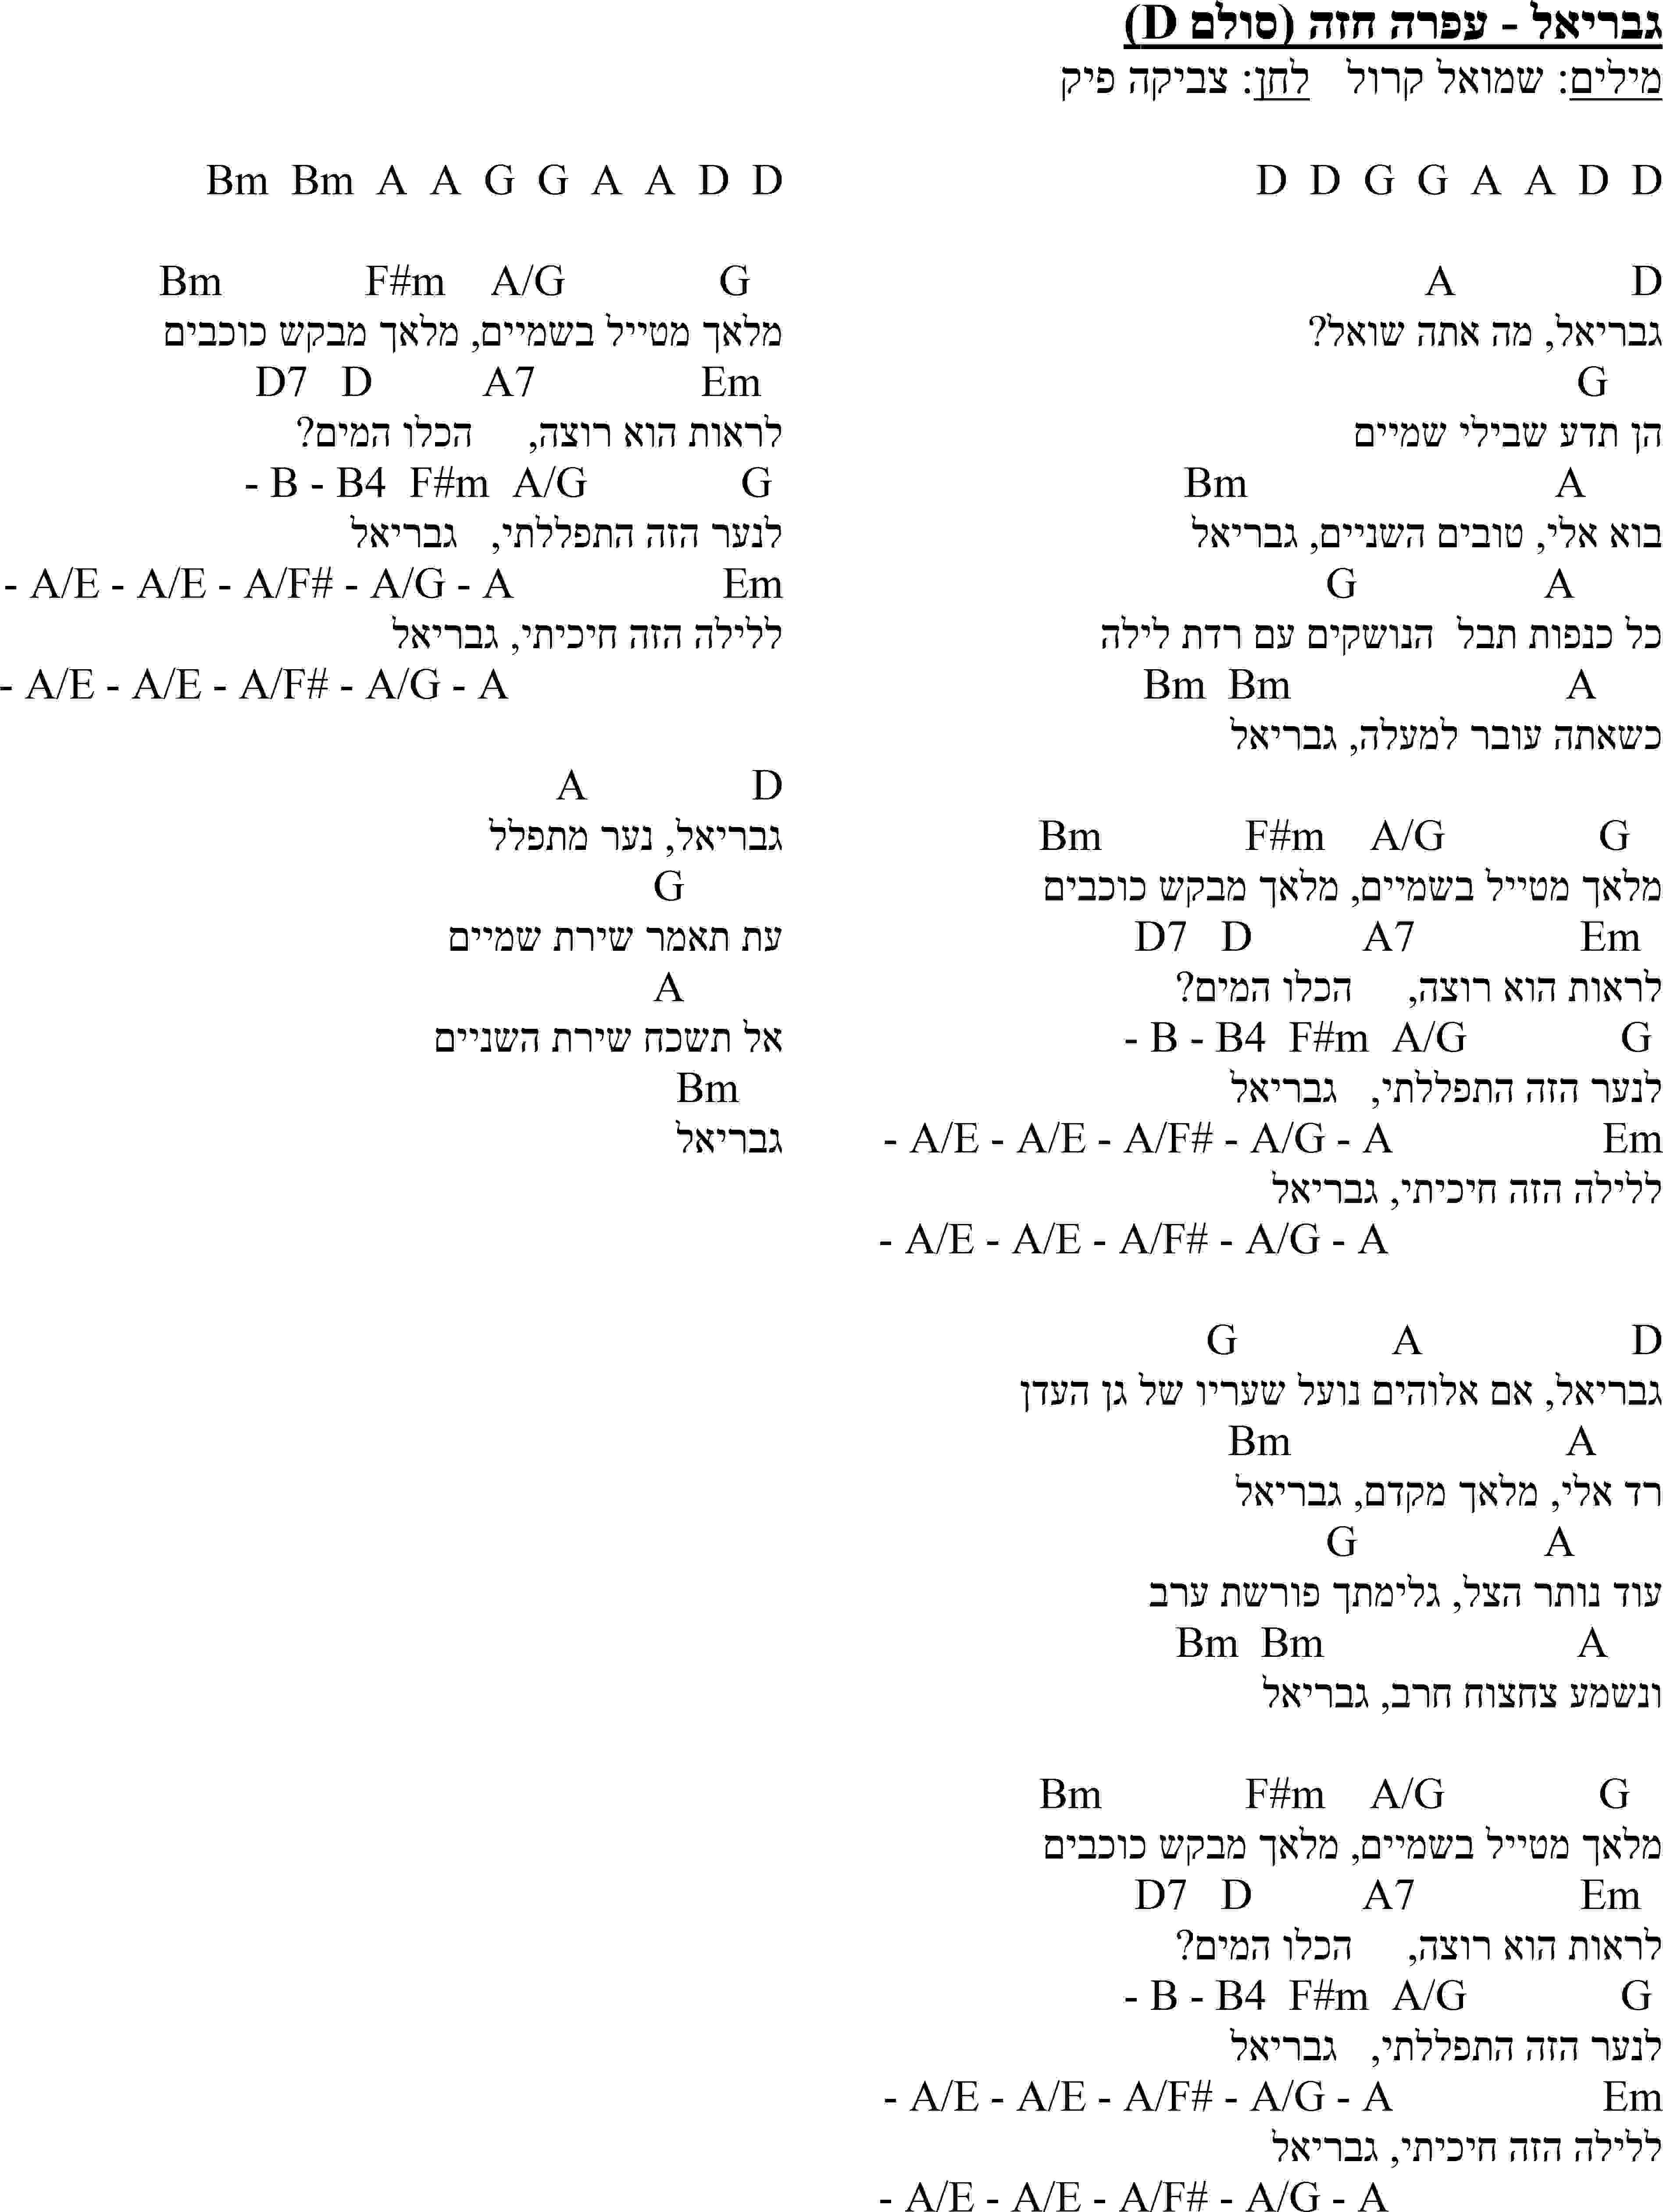 גבריאל - עפרה חזה (סולם D)
מילים: שמואל קרול לחן: צביקה פיק
D D G G A A D D
A D
גבריאל, מה אתה שואל?
G
הן תדע שבילי שמיים
Bm A
בוא אלי, טובים השניים, גבריאל
G A
כל כנפות תבל הנושקים עם רדת לילה
Bm Bm A
כשאתה עובר למעלה, גבריאל
Bm F#m A/G G
מלאך מטייל בשמיים, מלאך מבקש כוכבים
D7 D A7 Em
לראות הוא רוצה, הכלו המים?
- B - B4 F#m A/G G
לנער הזה התפללתי, גבריאל
- A/E - A/E - A/F# - A/G - A Em
ללילה הזה חיכיתי, גבריאל
- A/E - A/E - A/F# - A/G - A
G A D
גבריאל, אם אלוהים נועל שעריו של גן העדן
Bm A
רד אלי, מלאך מקדם, גבריאל
G A
עוד נותר הצל, גלימתך פורשת ערב
Bm Bm A
ונשמע צחצוח חרב, גבריאל
Bm F#m A/G G
מלאך מטייל בשמיים, מלאך מבקש כוכבים
D7 D A7 Em
לראות הוא רוצה, הכלו המים?
- B - B4 F#m A/G G
לנער הזה התפללתי, גבריאל
- A/E - A/E - A/F# - A/G - A Em
ללילה הזה חיכיתי, גבריאל
- A/E - A/E - A/F# - A/G - A
Bm Bm A A G G A A D D
Bm F#m A/G G
מלאך מטייל בשמיים, מלאך מבקש כוכבים
D7 D A7 Em
לראות הוא רוצה, הכלו המים?
- B - B4 F#m A/G G
לנער הזה התפללתי, גבריאל
- A/E - A/E - A/F# - A/G - A Em
ללילה הזה חיכיתי, גבריאל
- A/E - A/E - A/F# - A/G - A
A D
גבריאל, נער מתפלל
G
עת תאמר שירת שמיים
A
אל תשכח שירת השניים
Bm
גבריאל